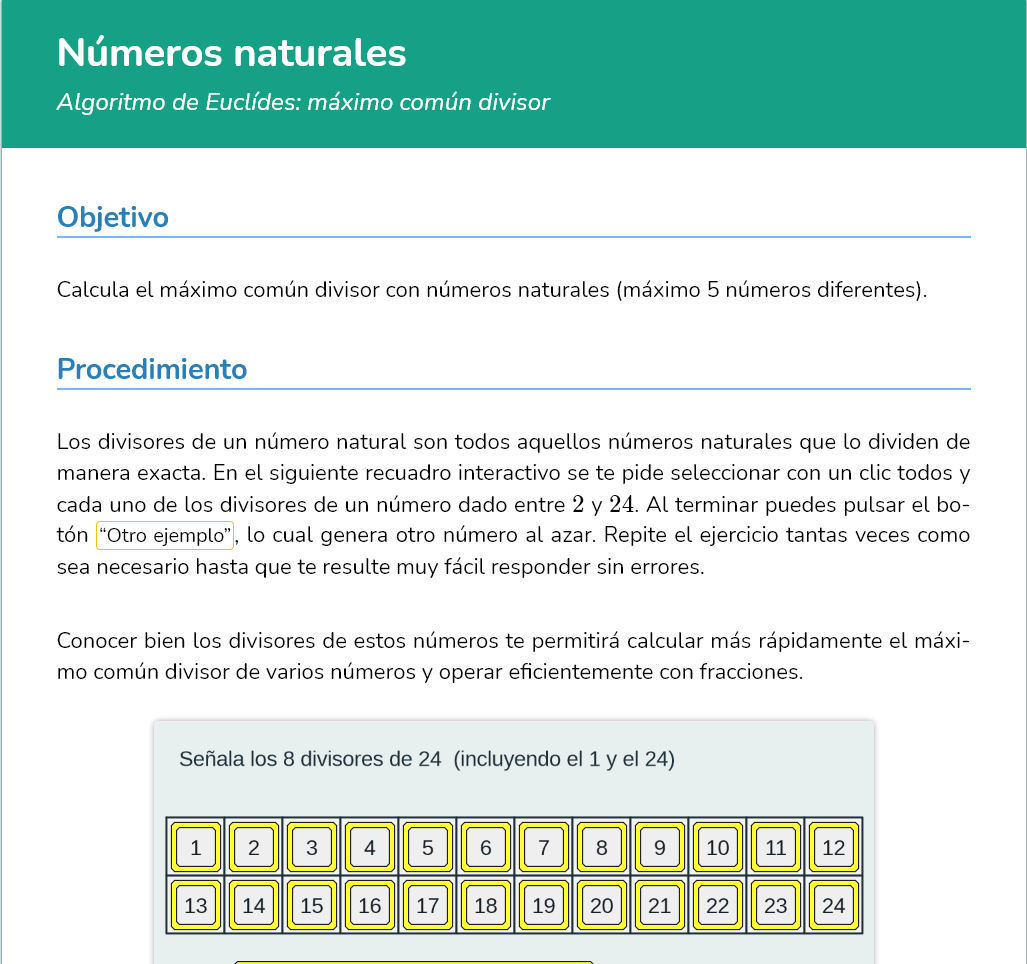 Números naturales
Algoritmo de Euclídes: máximo común divisor
Objetivo
Calcula el máximo común divisor con números naturales (máximo 5 números diferentes).
Procedimiento
Los divisores de un número natural son todos aquellos números naturales que lo dividen de
manera exacta. En el siguiente recuadro interactivo se te pide seleccionar con un clic todos y
cada uno de los divisores de un número dado entre 2 y 24. Al terminar puedes pulsar el bo-
tón “Otro ejemplo”, lo cual genera otro número al azar. Repite el ejercicio tantas veces como
sea necesario hasta que te resulte muy fácil responder sin errores.
Conocer bien los divisores de estos números te permitirá calcular más rápidamente el máxi-
mo común divisor de varios números y operar eficientemente con fracciones.
Señala los 8 divisores de 24 (incluyendo el 1 y el 24)
1 2 3 4 5 6 7 8 9 10 11 12
13 14 15 16 17 18 19 20 21 22 23 24